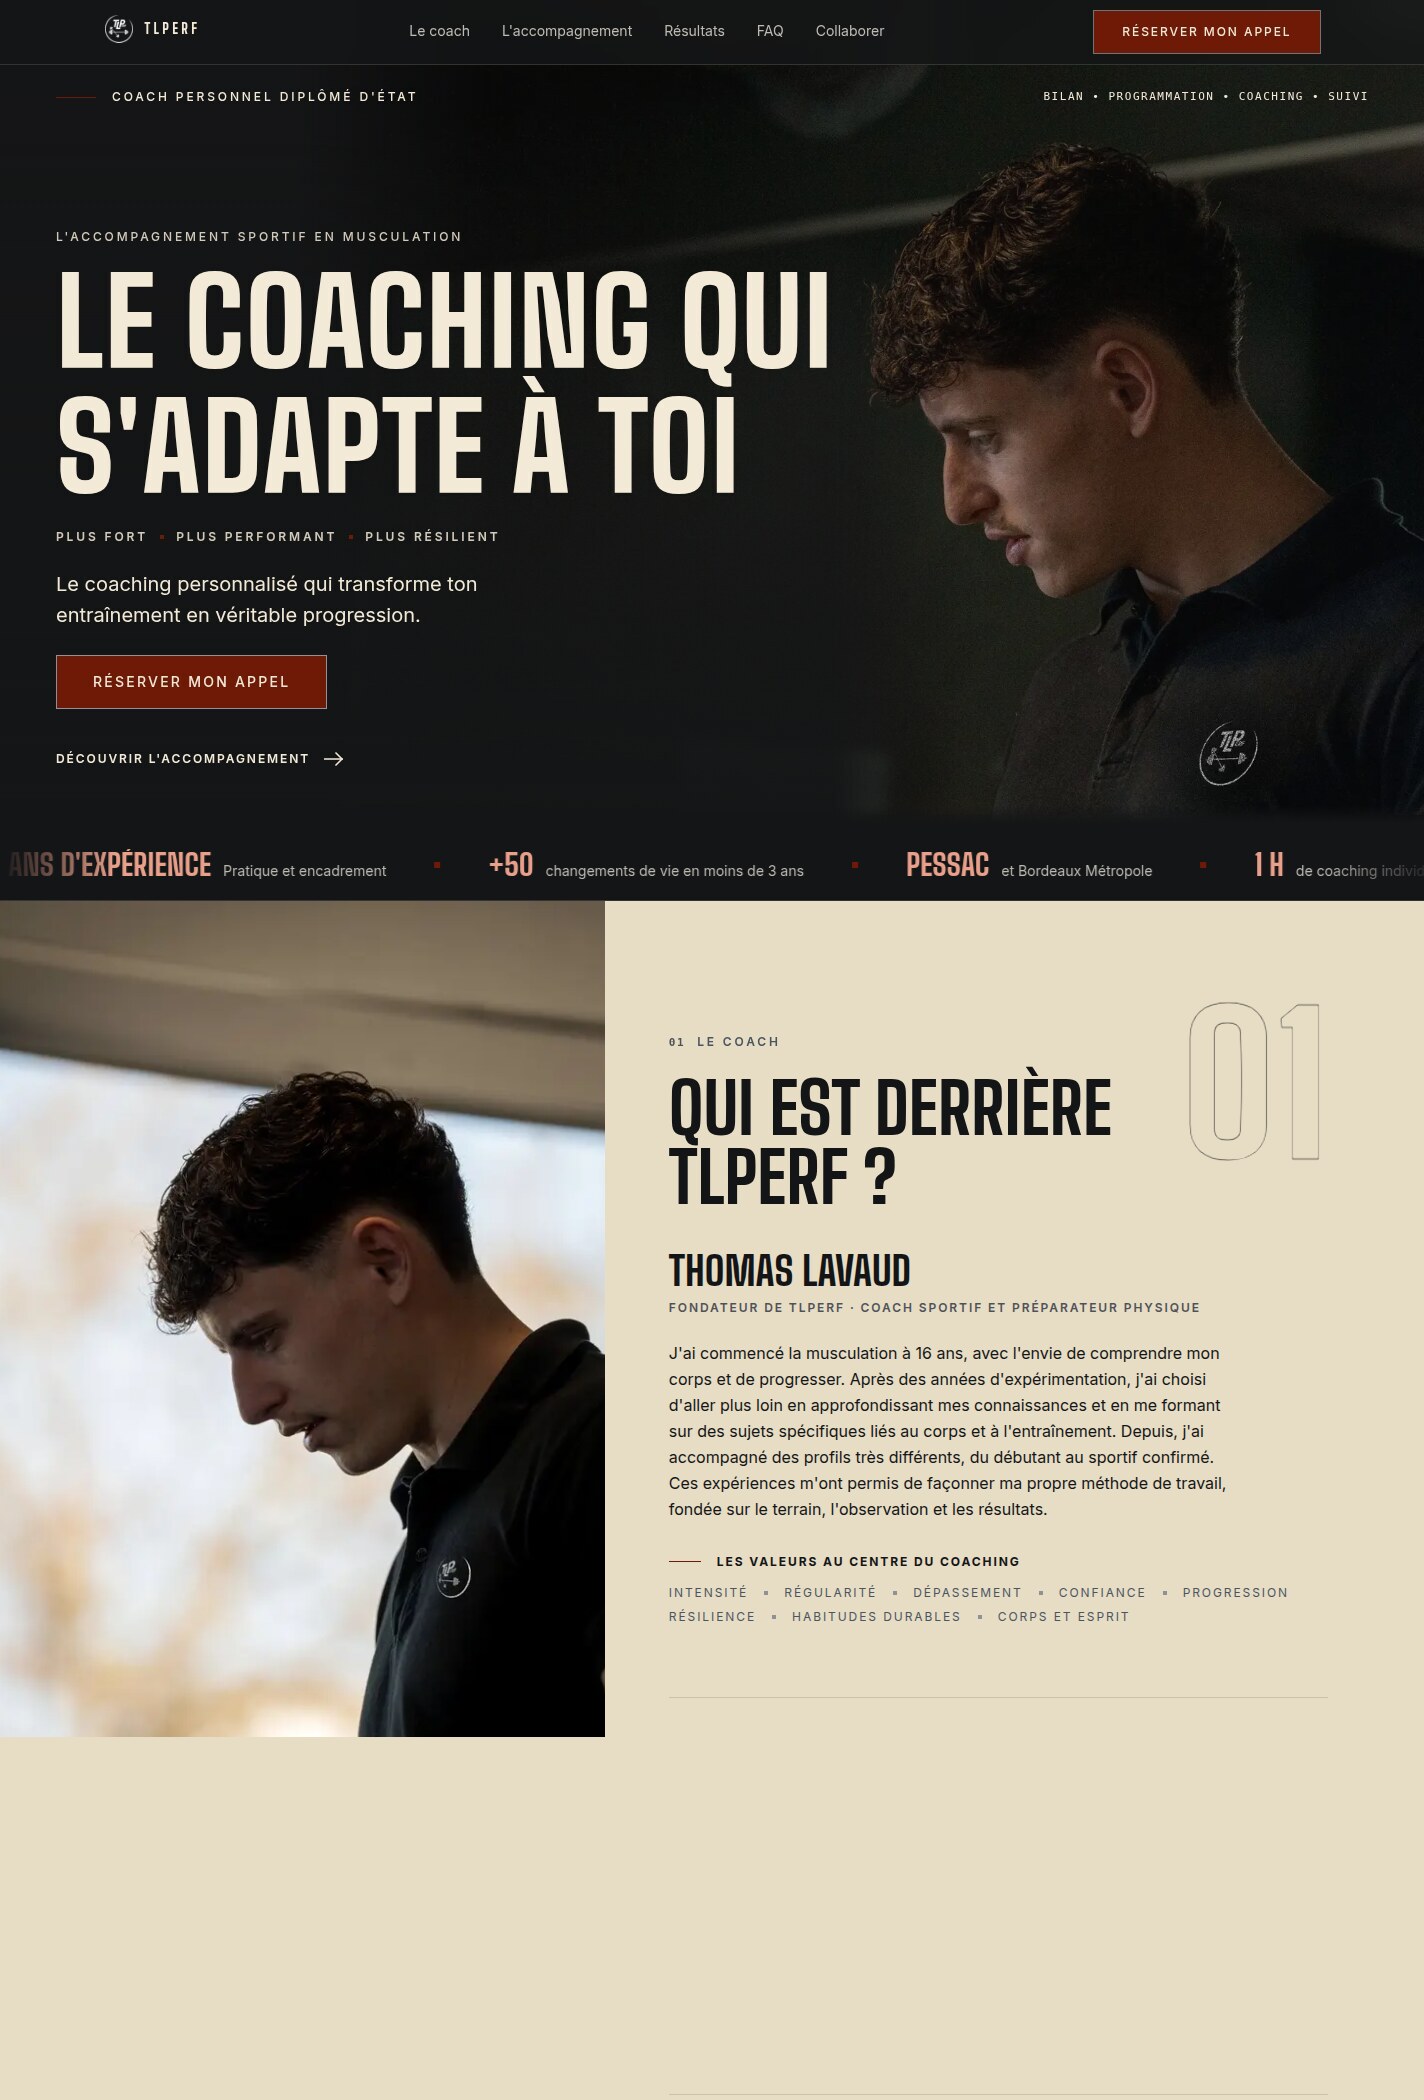 TLPERF
Le coach
L'accompagnement
Résultats
FAQ
Collaborer
RÉSERVER MON APPEL
COACH PERSONNEL DIPLÔMÉ D'ÉTAT
BILAN • PROGRAMMATION • COACHING • SUIVI
L'ACCOMPAGNEMENT SPORTIF EN MUSCULATION
LE COACHING QUI
S'ADAPTE À TOI
PLUS FORT ▪ PLUS PERFORMANT ▪ PLUS RÉSILIENT
Le coaching personnalisé qui transforme ton
entraînement en véritable progression.
RÉSERVER MON APPEL
DÉCOUVRIR L'ACCOMPAGNEMENT →
ANS D'EXPÉRIENCE Pratique et encadrement ▪ +50 changements de vie en moins de 3 ans ▪ PESSAC et Bordeaux Métropole ▪ 1 H de coaching
01
01 LE COACH
QUI EST DERRIÈRE
TLPERF ?
THOMAS LAVAUD
FONDATEUR DE TLPERF · COACH SPORTIF ET PRÉPARATEUR PHYSIQUE
J'ai commencé la musculation à 16 ans, avec l'envie de comprendre mon
corps et de progresser. Après des années d'expérimentation, j'ai choisi
d'aller plus loin en approfondissant mes connaissances et en me formant
sur des sujets spécifiques liés au corps et à l'entraînement. Depuis, j'ai
accompagné des profils très différents, du débutant au sportif confirmé.
Ces expériences m'ont permis de façonner ma propre méthode de travail,
fondée sur le terrain, l'observation et les résultats.
LES VALEURS AU CENTRE DU COACHING
INTENSITÉ ▪ RÉGULARITÉ ▪ DÉPASSEMENT ▪ CONFIANCE ▪ PROGRESSION
RÉSILIENCE ▪ HABITUDES DURABLES ▪ CORPS ET ESPRIT